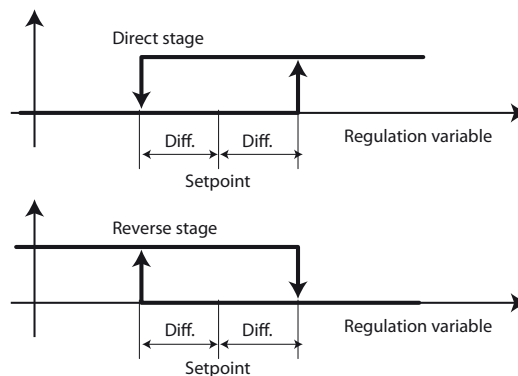 Direct stage
Regulation variable
Diff. Diff.
Setpoint
Reverse stage
Regulation variable
Diff. Diff.
Setpoint